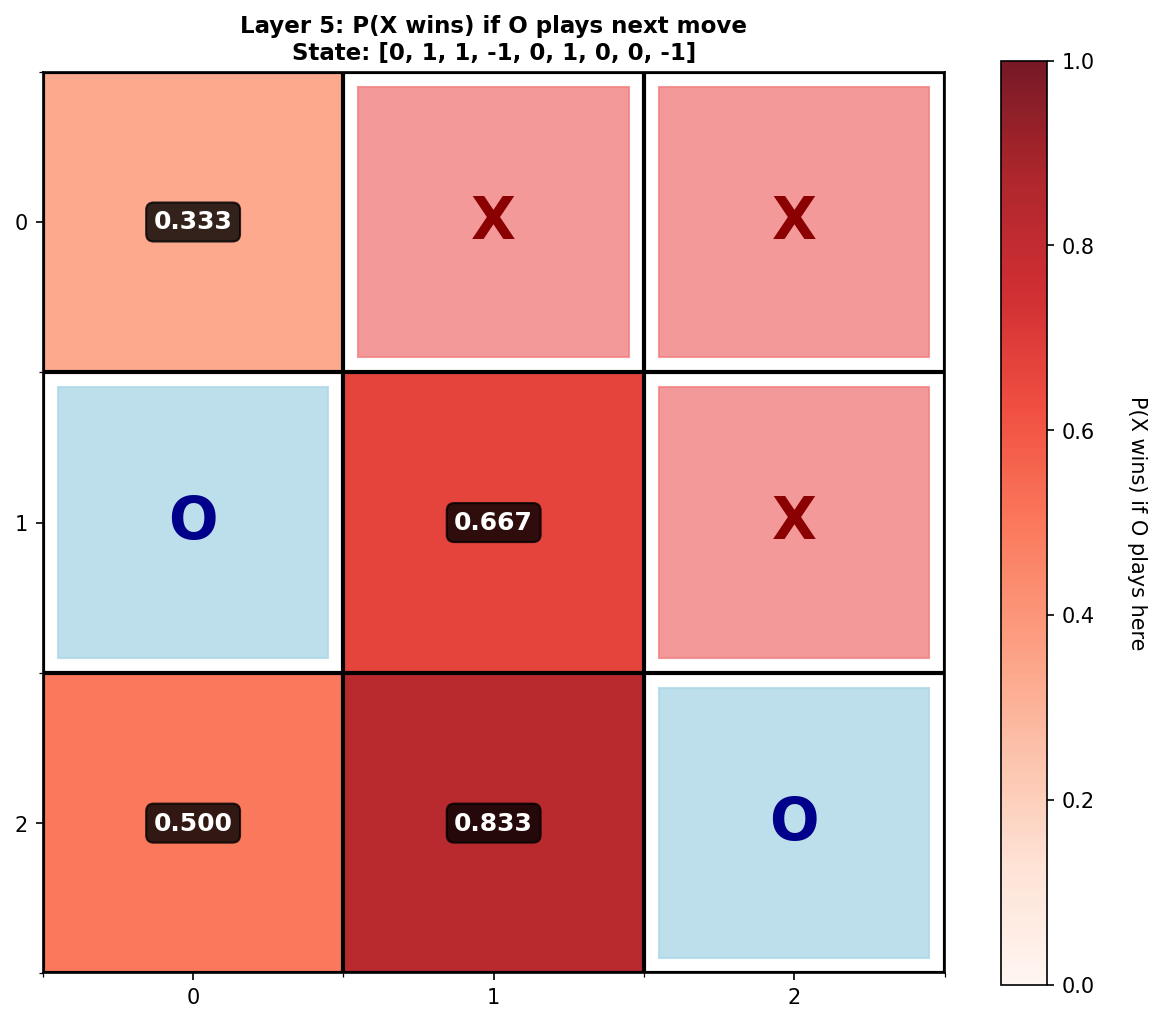 Layer 5: P(X wins) if O plays next move
State: [0, 1, 1, -1, 0, 1, 0, 0, -1]
0
0.333
X
X
1
O
0.667
X
2
0.500
0.833
O
0
1
2
1.0
0.8
0.6
0.4
0.2
0.0
P(X wins) if O plays here